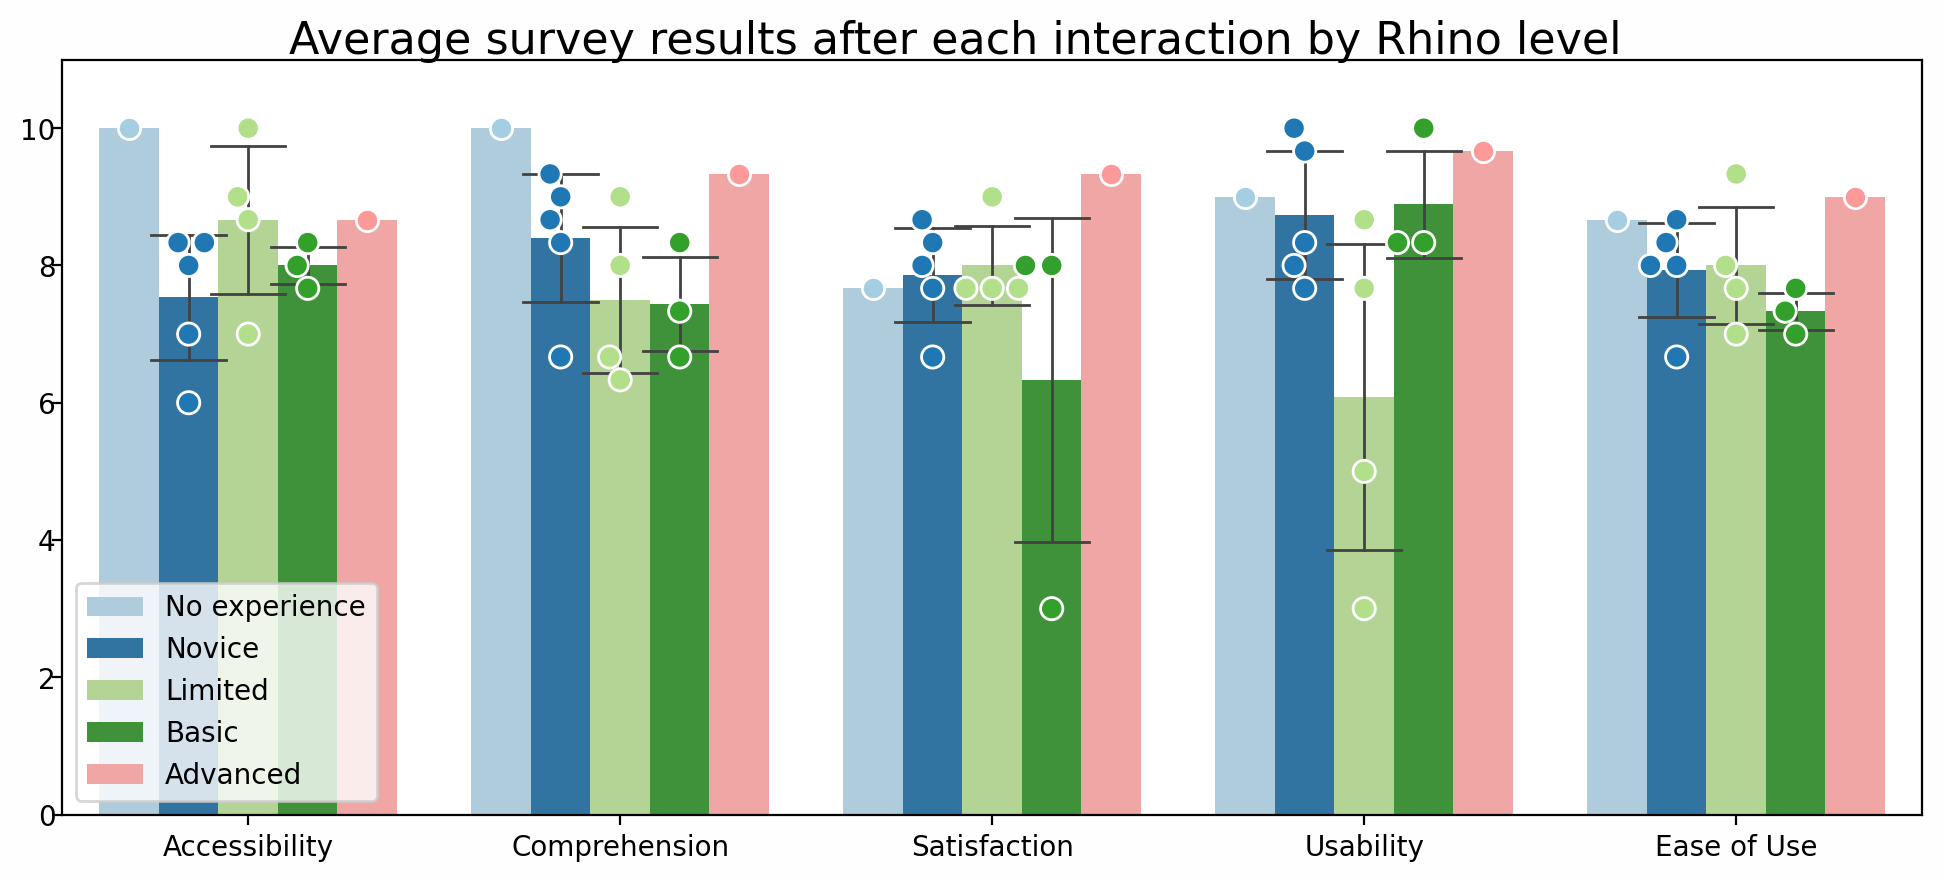 Average survey results after each interaction by Rhino level
10
8
6
4
2
0
No experience
Novice
Limited
Basic
Advanced
Accessibility
Comprehension
Satisfaction
Usability
Ease of Use